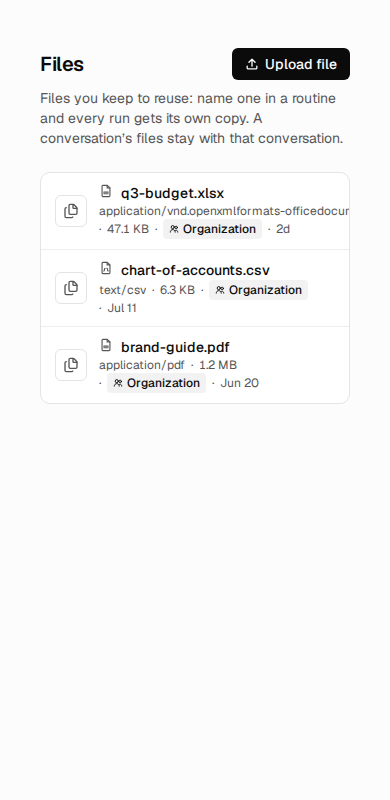 Files
Upload file
Files you keep to reuse: name one in a routine
and every run gets its own copy. A
conversation's files stay with that conversation.
q3-budget.xlsx
application/vnd.openxmlformats-officedocur
· 47.1 KB · Organization · 2d
chart-of-accounts.csv
text/csv · 6.3 KB · Organization
· Jul 11
brand-guide.pdf
application/pdf · 1.2 MB
· Organization · Jun 20